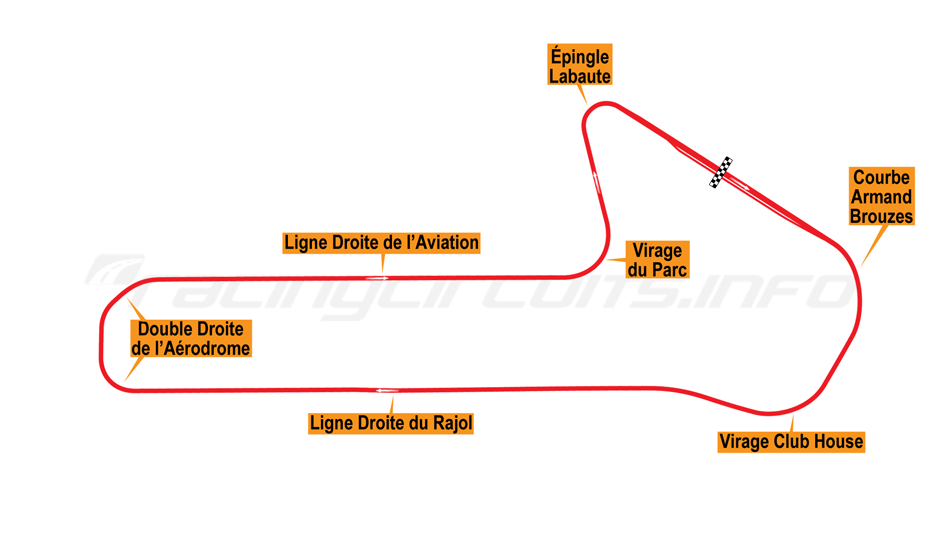 Épingle
Labaute
Courbe
Armand
Brouzes
Ligne Droite de l’Aviation
Virage
du Parc
racingcircuits.info
Double Droite
de l’Aérodrome
Ligne Droite du Rajol
Virage Club House